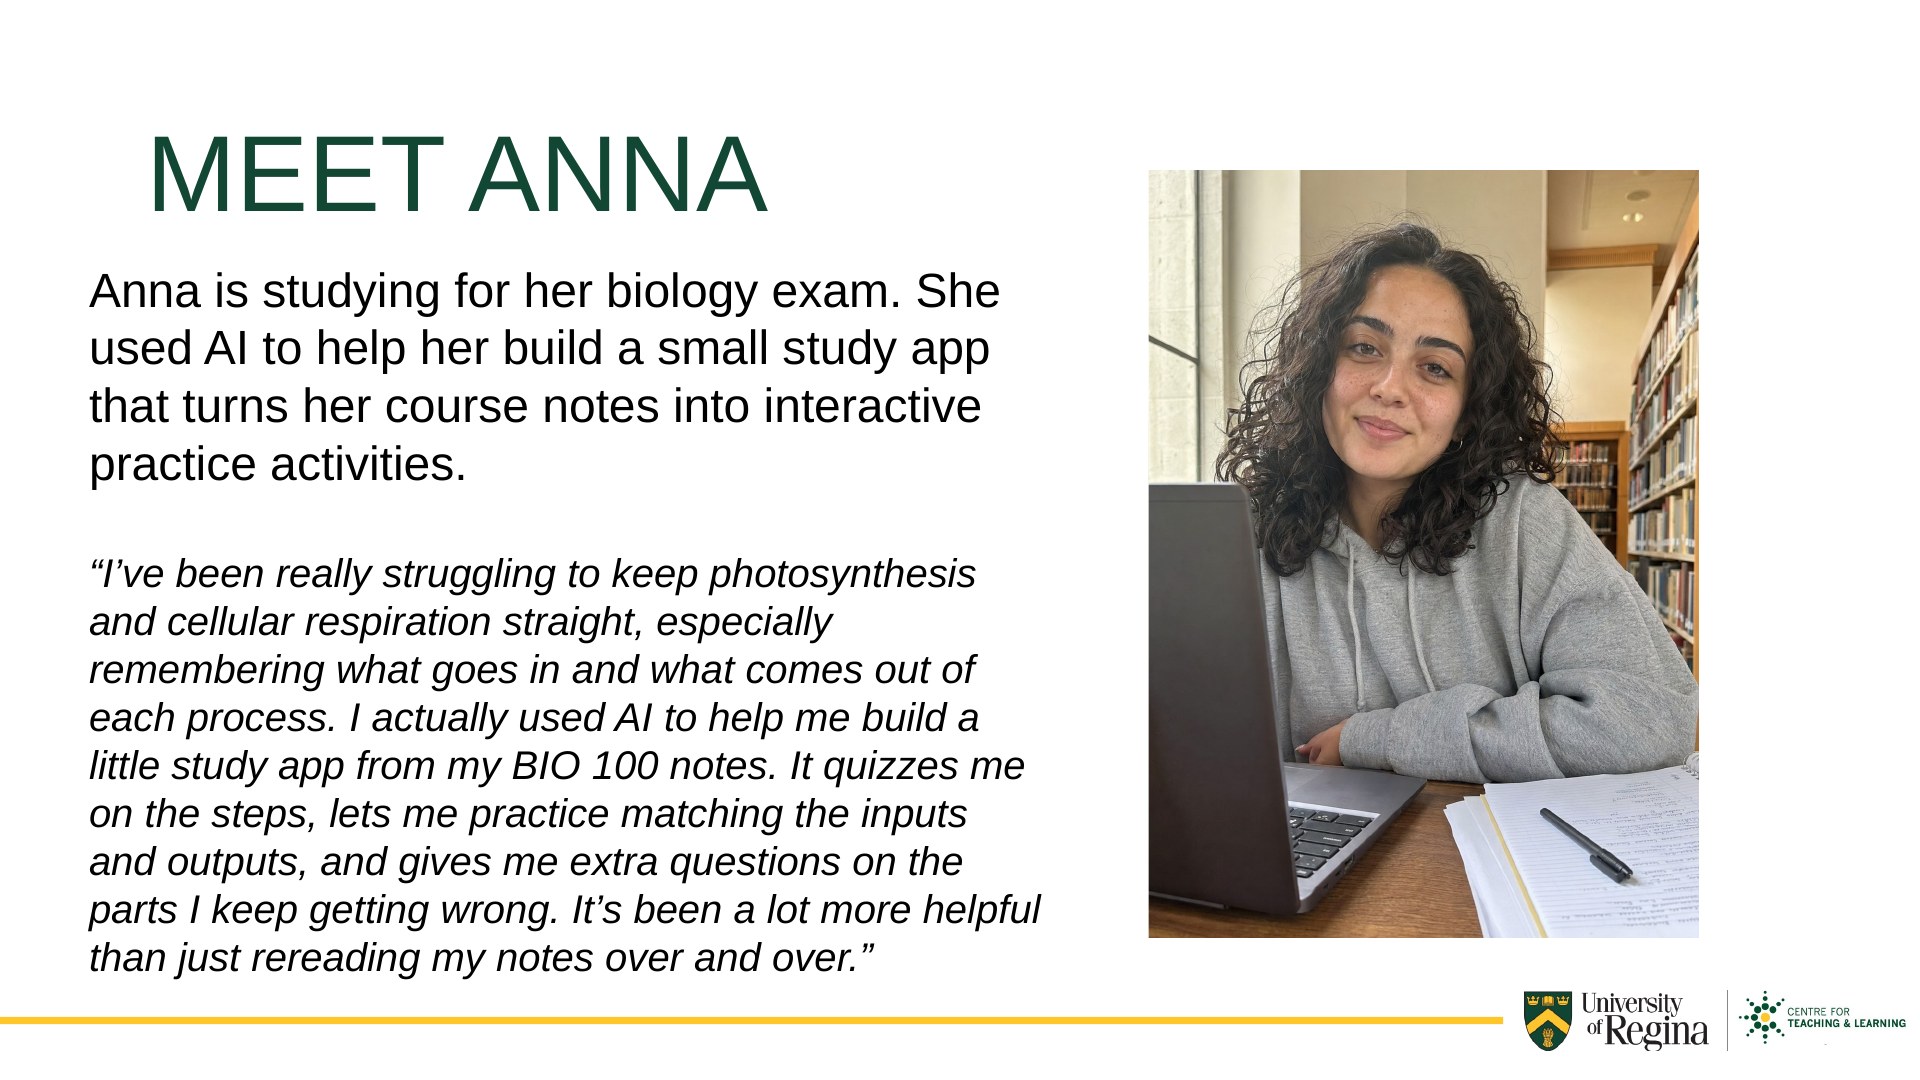 MEET ANNA
Anna is studying for her biology exam. She
used AI to help her build a small study app
that turns her course notes into interactive
practice activities.
“I’ve been really struggling to keep photosynthesis
and cellular respiration straight, especially
remembering what goes in and what comes out of
each process. I actually used AI to help me build a
little study app from my BIO 100 notes. It quizzes me
on the steps, lets me practice matching the inputs
and outputs, and gives me extra questions on the
parts I keep getting wrong. It’s been a lot more helpful
than just rereading my notes over and over.”
University
of Regina
CENTRE FOR
TEACHING & LEARNING